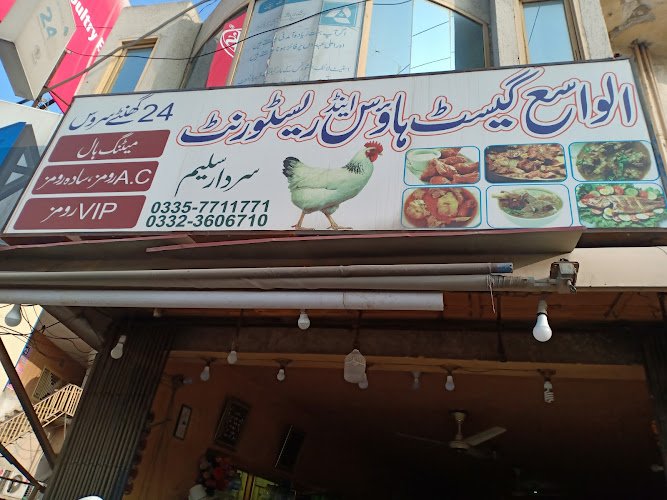 الواسع گیسٹ ہاؤس اینڈ ریسٹورنٹ
24 گھنٹے سروس
میٹنگ ہال
A.C رومز، سادہ رومز
VIP رومز
سردار سلیم
0335-7711771
0332-3606710
24